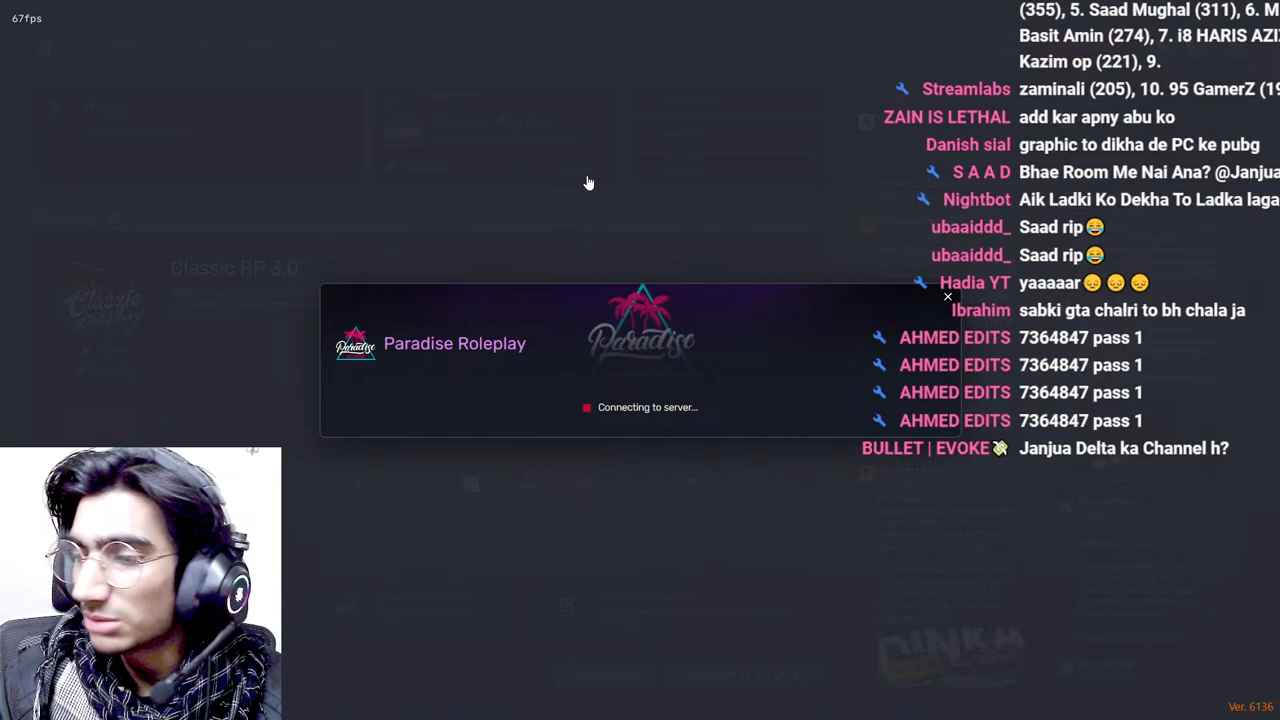 67fps
(355), 5. Saad Mughal (311), 6. M
Basit Amin (274), 7. i8 HARIS AZI
Kazim op (221), 9.
Streamlabs zaminali (205), 10. 95 GamerZ (19
ZAIN IS LETHAL add kar apny abu ko
Danish sial graphic to dikha de PC ke pubg
S A A D Bhae Room Me Nai Ana? @Janjua
Nightbot Aik Ladki Ko Dekha To Ladka laga
ubaaiddd_ Saad rip😂
ubaaiddd_ Saad rip😂
Hadia YT yaaaaar😞😞😞
Ibrahim sabki gta chalri to bh chala ja
AHMED EDITS 7364847 pass 1
AHMED EDITS 7364847 pass 1
AHMED EDITS 7364847 pass 1
AHMED EDITS 7364847 pass 1
BULLET | EVOKE💸 Janjua Delta ka Channel h?
Classic RP 3.0
Paradise
Paradise Roleplay
Paradise
Connecting to server...
DINKA
Ver. 6136